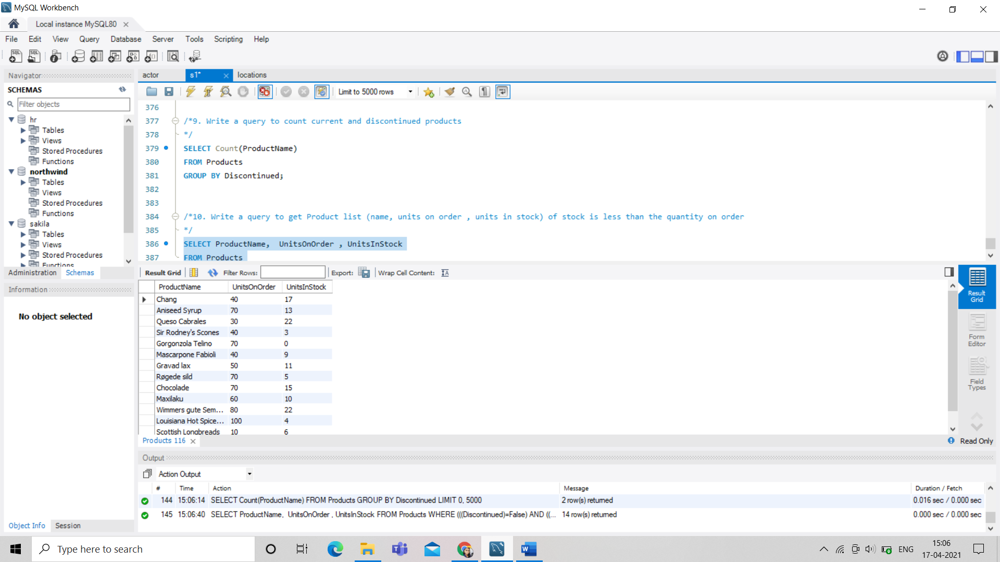 MySQL Workbench
Local instance MySQL80
File Edit View Query Database Server Tools Scripting Help
Navigator
SCHEMAS
Filter objects
hr
Tables
Views
Stored Procedures
Functions
northwind
Tables
Views
Stored Procedures
Functions
sakila
Tables
Views
Stored Procedures
Functions
Administration Schemas
Information
No object selected
Object Info Session
actor s1* locations
Limit to 5000 rows
376
377 /*9. Write a query to count current and discontinued products
378 */
379 SELECT Count(ProductName)
380 FROM Products
381 GROUP BY Discontinued;
382
383
384 /*10. Write a query to get Product list (name, units on order , units in stock) of stock is less than the quantity on order
385 */
386 SELECT ProductName, UnitsOnOrder , UnitsInStock
387 FROM Products
Result Grid Filter Rows: Export: Wrap Cell Content:
ProductName UnitsOnOrder UnitsInStock
Chang 40 17
Aniseed Syrup 70 13
Queso Cabrales 30 22
Sir Rodney's Scones 40 3
Gorgonzola Telino 70 0
Mascarpone Fabioli 40 9
Gravad lax 50 11
Røgede sild 70 5
Chocolade 70 15
Maxilaku 60 10
Wimmers gute Sem... 80 22
Louisiana Hot Spice... 100 4
Scottish Longbreads 10 6
Result
Grid
Form
Editor
Field
Types
Products 116
Read Only
Output
Action Output
# Time Action Message Duration / Fetch
144 15:06:14 SELECT Count(ProductName) FROM Products GROUP BY Discontinued LIMIT 0, 5000 2 row(s) returned 0.016 sec / 0.000 sec
145 15:06:40 SELECT ProductName, UnitsOnOrder , UnitsInStock FROM Products WHERE (((Discontinued)=False) AND ((... 14 row(s) returned 0.000 sec / 0.000 sec
Type here to search
ENG
15:06
17-04-2021